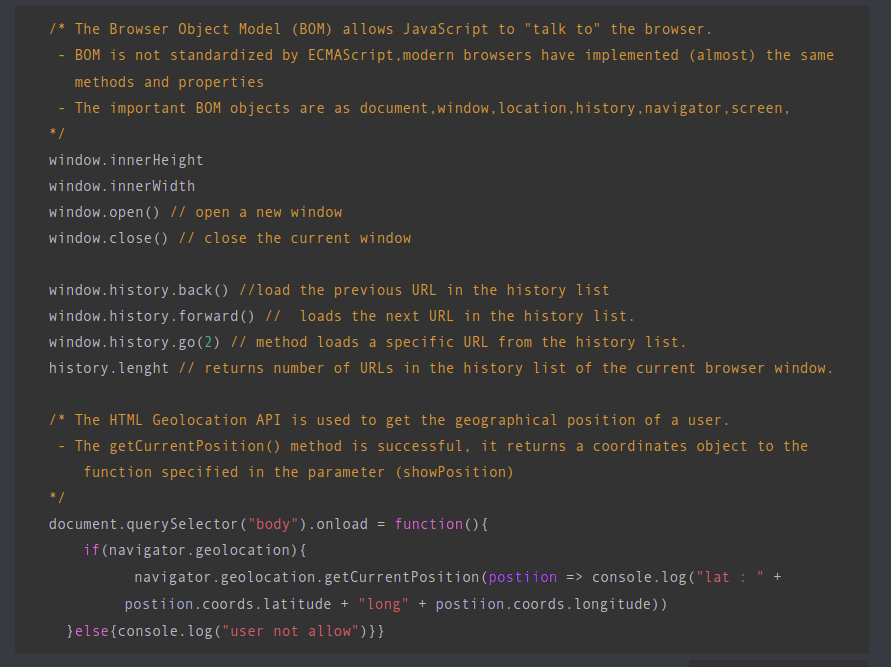 /* The Browser Object Model (BOM) allows JavaScript to "talk to" the browser.
- BOM is not standardized by ECMAScript,modern browsers have implemented (almost) the same
methods and properties
- The important BOM objects are as document,window,location,history,navigator,screen,
*/
window.innerHeight
window.innerWidth
window.open() // open a new window
window.close() // close the current window
window.history.back() //load the previous URL in the history list
window.history.forward() //  loads the next URL in the history list.
window.history.go(2) // method loads a specific URL from the history list.
history.lenght // returns number of URLs in the history list of the current browser window.
/* The HTML Geolocation API is used to get the geographical position of a user.
- The getCurrentPosition() method is successful, it returns a coordinates object to the
function specified in the parameter (showPosition)
*/
document.querySelector("body").onload = function(){
if(navigator.geolocation){
navigator.geolocation.getCurrentPosition(postiion => console.log("lat : " +
postiion.coords.latitude + "long" + postiion.coords.longitude))
}else{console.log("user not allow")}}